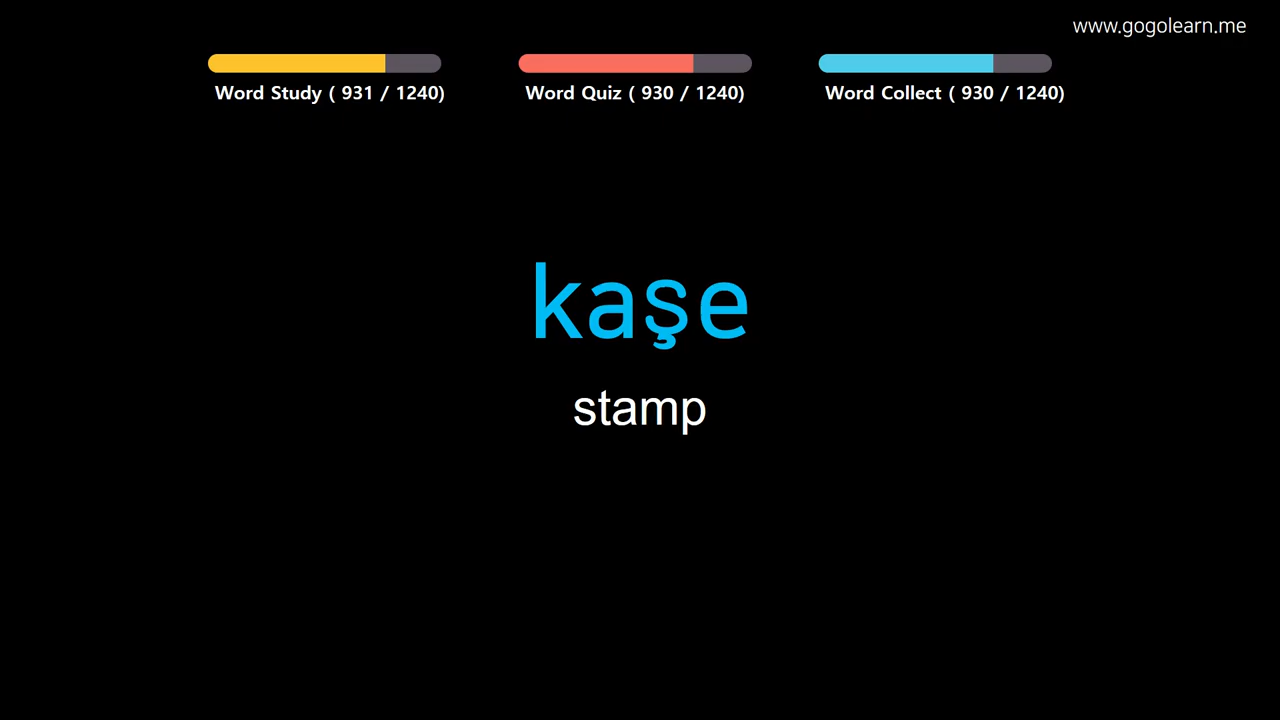 www.gogolearn.me
Word Study ( 931 / 1240)
Word Quiz ( 930 / 1240)
Word Collect ( 930 / 1240)
kaşe
stamp